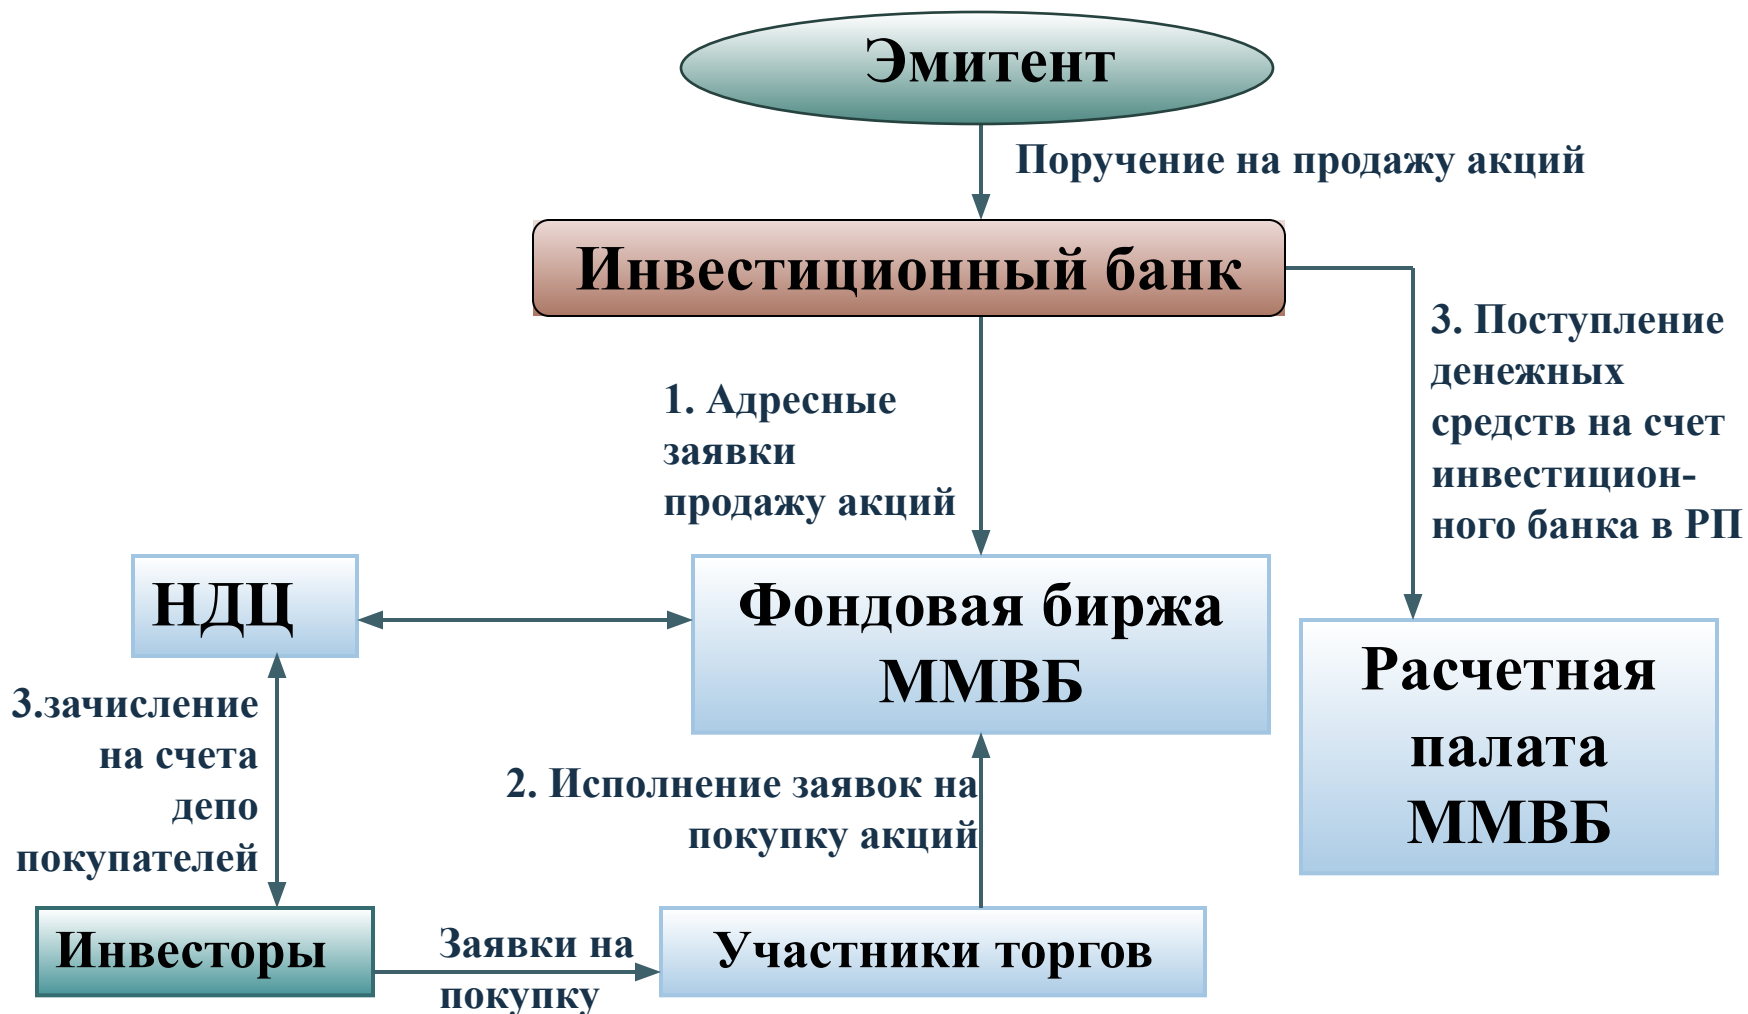 Эмитент
Поручение на продажу акций
Инвестиционный банк
3. Поступление
денежных
средств на счет
инвестицион-
ного банка в РП
1. Адресные
заявки
продажу акций
НДЦ
Фондовая биржа
ММВБ
Расчетная
палата
ММВБ
3.зачисление
на счета
депо
покупателей
2. Исполнение заявок на
покупку акций
Инвесторы
Заявки на
покупку
Участники торгов